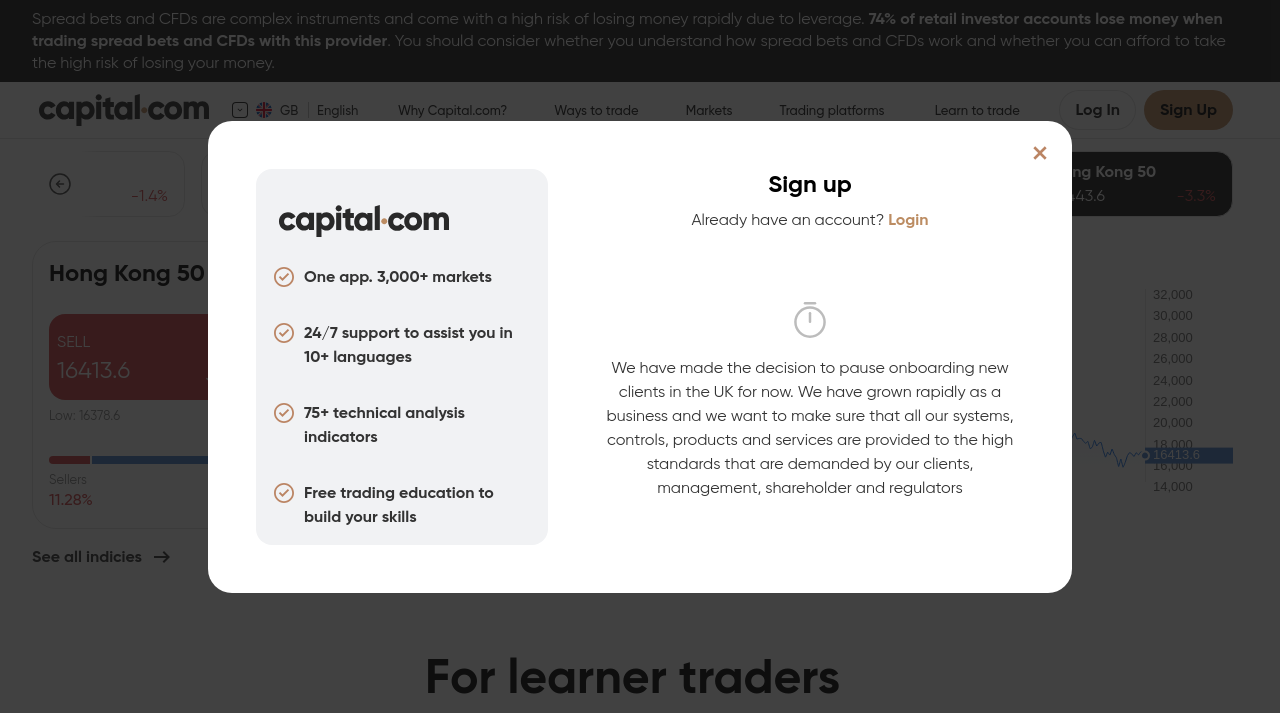 Spread bets and CFDs are complex instruments and come with a high risk of losing money rapidly due to leverage. 74% of retail investor accounts lose money when
trading spread bets and CFDs with this provider. You should consider whether you understand how spread bets and CFDs work and whether you can afford to take
the high risk of losing your money.
capital.com
GB
English
Why Capital.com?
Ways to trade
Markets
Trading platforms
Learn to trade
Log In
Sign Up
-1.4%
Kong 50
-3.3%
Hong Kong 50
SELL
16413.6
Low: 16378.6
Sellers
11.28%
See all indicies
32,000
30,000
28,000
26,000
24,000
22,000
20,000
18,000
16413.6
16,000
14,000
capital.com
One app. 3,000+ markets
24/7 support to assist you in
10+ languages
75+ technical analysis
indicators
Free trading education to
build your skills
Sign up
Already have an account? Login
We have made the decision to pause onboarding new
clients in the UK for now. We have grown rapidly as a
business and we want to make sure that all our systems,
controls, products and services are provided to the high
standards that are demanded by our clients,
management, shareholder and regulators
For learner traders